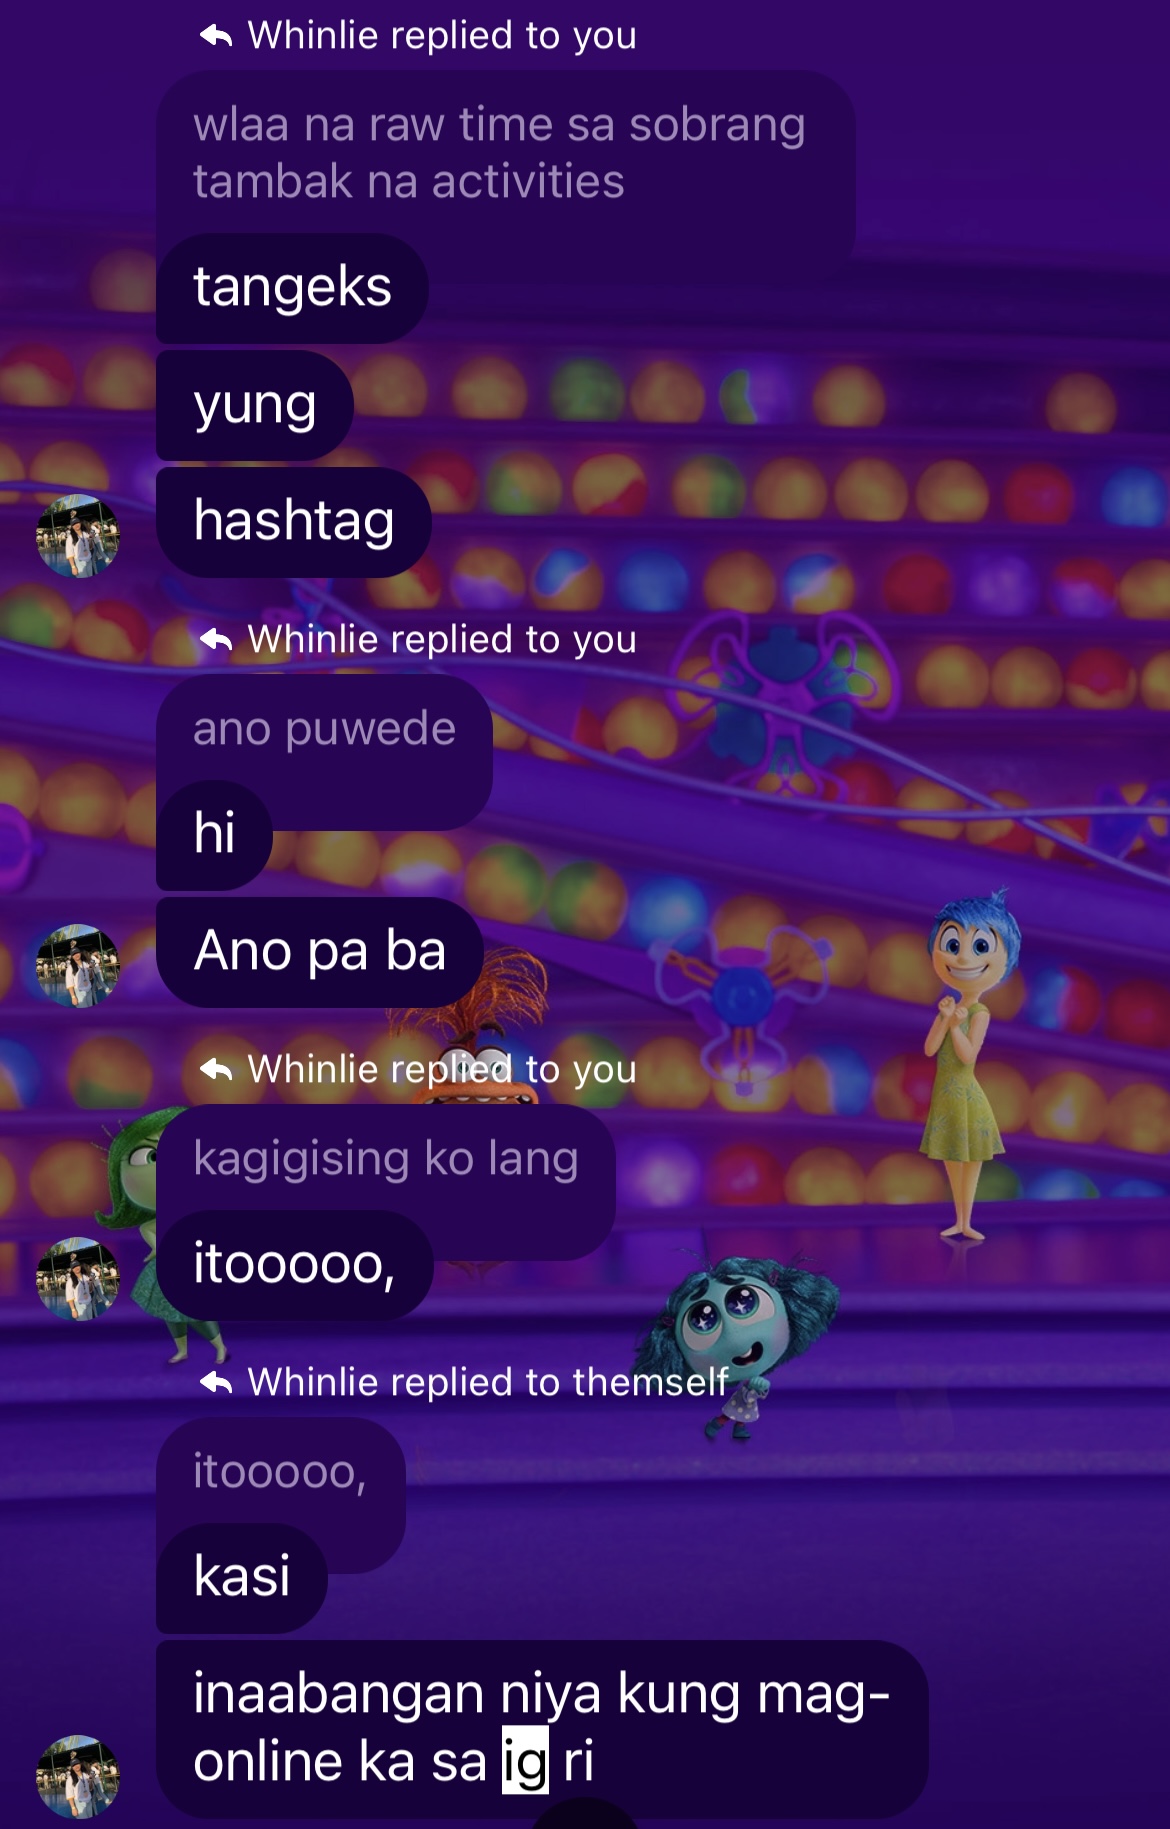 Whinlie replied to you
wlaa na raw time sa sobrang
tambak na activities
tangeks
yung
hashtag
Whinlie replied to you
ano puwede
hi
Ano pa ba
Whinlie replied to you
kagigising ko lang
itooooo,
Whinlie replied to themself
itooooo,
kasi
inaabangan niya kung mag-
online ka sa ig ri